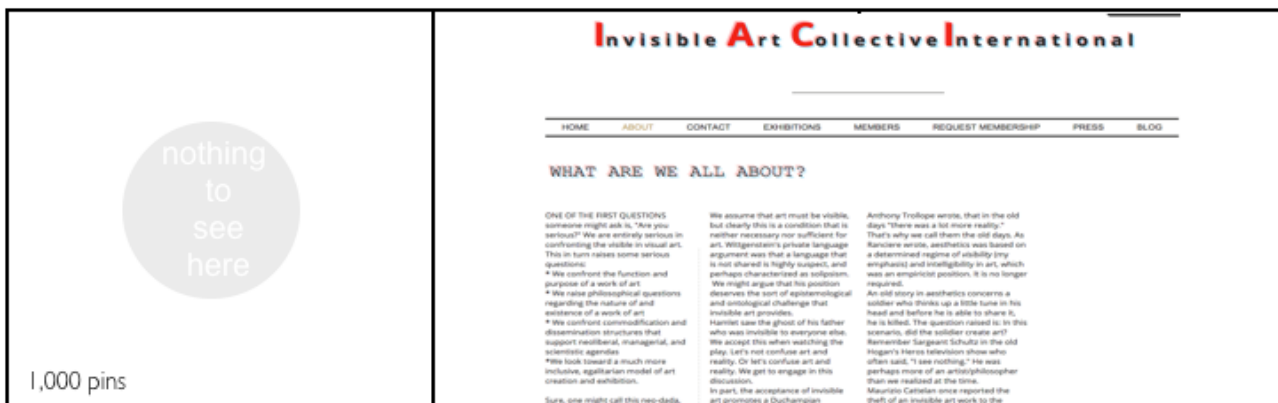 nothing
to
see
here
1,000 pins
Invisible Art Collective International
HOME ABOUT CONTACT EXHIBITIONS MEMBERS REQUEST MEMBERSHIP PRESS BLOG
WHAT ARE WE ALL ABOUT?
ONE OF THE FIRST QUESTIONS
someone might ask is, "Are you
serious?" We are entirely serious in
confronting the visible in visual art.
This in turn raises some serious
questions:
* We confront the function and
purpose of a work of art
* We raise philosophical questions
regarding the nature of and
existence of a work of art
* We confront commodification and
dissemination structures that
support neoliberal, managerial, and
scientistic agendas
*We look toward a much more
inclusive, egalitarian model of art
creation and exhibition.
Sure, one might call this neo-dada,
We assume that art must be visible,
but clearly this is a condition that is
neither necessary nor sufficient for
art. Wittgenstein's private language
argument was that a language that
is not shared is highly suspect, and
perhaps characterized as solipsism.
We might argue that his position
deserves the sort of epistemological
and ontological challenge that
invisible art provides.
Hamlet saw the ghost of his father
who was invisible to everyone else.
We accept this when watching the
play. Let's not confuse art and
reality. Or let's confuse art and
reality. We get to engage in this
discussion.
In part, the acceptance of invisible
art promotes a Duchampian
Anthony Trollope wrote, that in the old
days "there was a lot more reality."
That's why we call them the old days. As
Ranciere wrote, aesthetics was based on
a determined regime of visibility (my
emphasis) and intelligibility in art, which
was an empiricist position. It is no longer
required.
An old story in aesthetics concerns a
soldier who thinks up a little tune in his
head and before he is able to share it,
he is killed. The question raised is: In this
scenario, did the solidier create art?
Remember Sargeant Schultz in the old
Hogan's Heros television show who
often said, "I see nothing." He was
perhaps more of an artist/philosopher
than we realized at the time.
Maurizio Cattelan once reported the
theft of an invisible art work to the